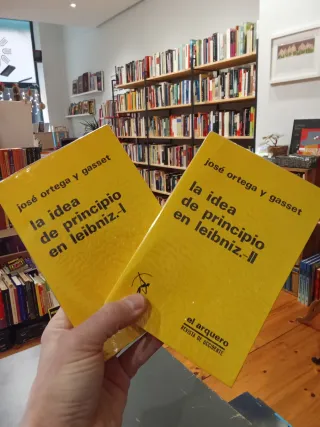 josé ortega y gasset
la idea
de principio
en leibniz.-I
josé ortega y gasset
la idea
de principio
en leibniz.-II
el arquero
REVISTA DE OCCIDENTE